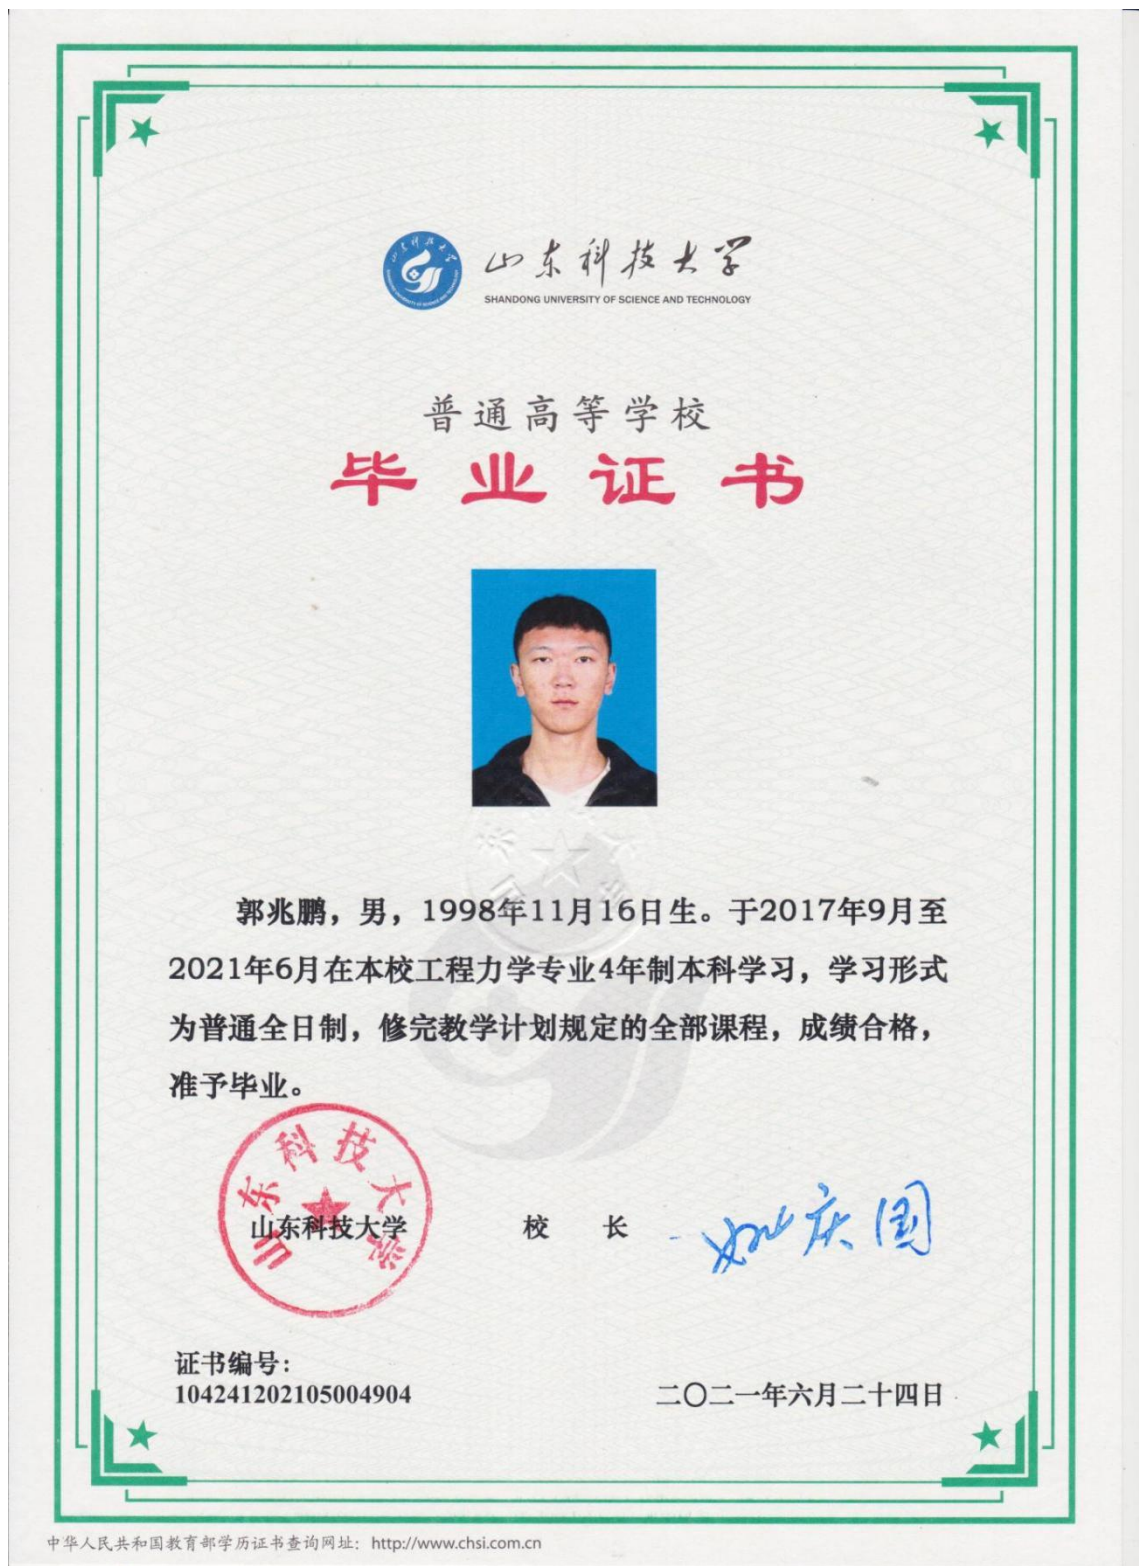 山东科技大学
SHANDONG UNIVERSITY OF SCIENCE AND TECHNOLOGY
普通高等学校
毕业证书
郭兆鹏，男，1998年11月16日生。于2017年9月至
2021年6月在本校工程力学专业4年制本科学习，学习形式
为普通全日制，修完教学计划规定的全部课程，成绩合格，
准予毕业。
山东科技大学
山东科技大学 校 长 姚庆国
证书编号：
104241202105004904 二〇二一年六月二十四日
中华人民共和国教育部学历证书查询网址：http://www.chsi.com.cn